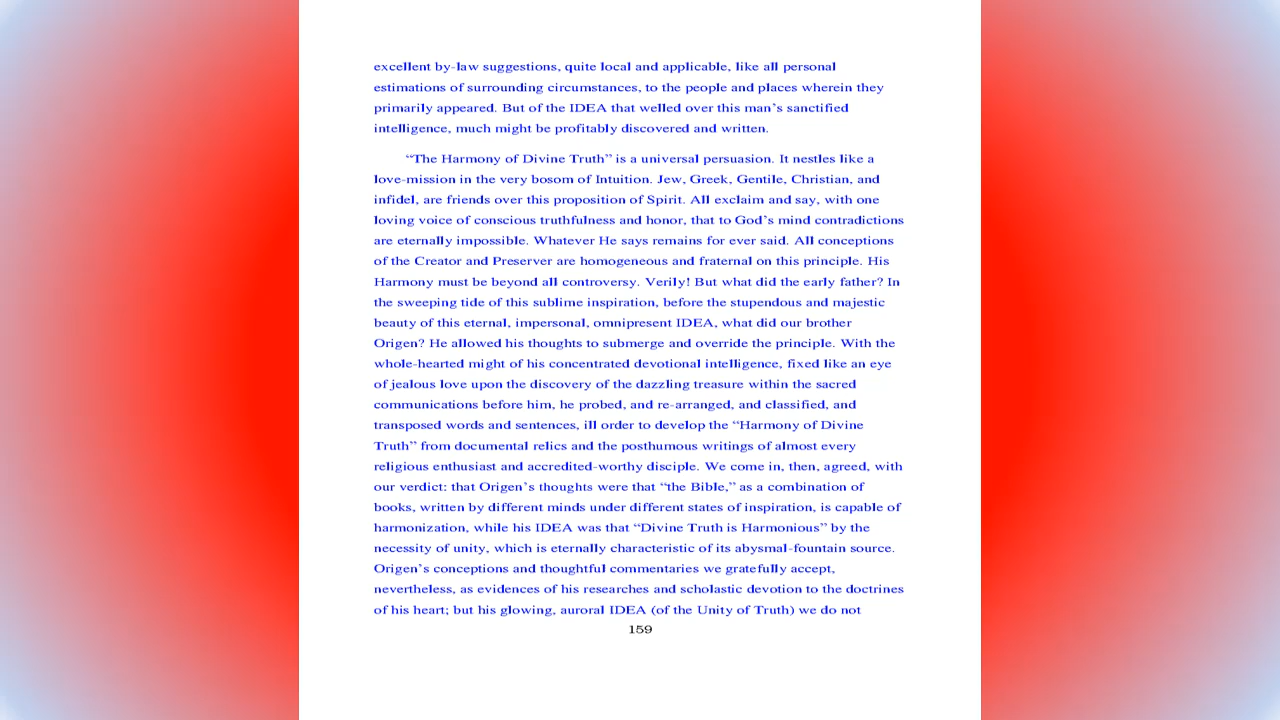 excellent by-law suggestions, quite local and applicable, like all personal
estimations of surrounding circumstances, to the people and places wherein they
primarily appeared. But of the IDEA that welled over this man’s sanctified
intelligence, much might be profitably discovered and written.
“The Harmony of Divine Truth” is a universal persuasion. It nestles like a
love-mission in the very bosom of Intuition. Jew, Greek, Gentile, Christian, and
infidel, are friends over this proposition of Spirit. All exclaim and say, with one
loving voice of conscious truthfulness and honor, that to God’s mind contradictions
are eternally impossible. Whatever He says remains for ever said. All conceptions
of the Creator and Preserver are homogeneous and fraternal on this principle. His
Harmony must be beyond all controversy. Verily! But what did the early father? In
the sweeping tide of this sublime inspiration, before the stupendous and majestic
beauty of this eternal, impersonal, omnipresent IDEA, what did our brother
Origen? He allowed his thoughts to submerge and override the principle. With the
whole-hearted might of his concentrated devotional intelligence, fixed like an eye
of jealous love upon the discovery of the dazzling treasure within the sacred
communications before him, he probed, and re-arranged, and classified, and
transposed words and sentences, ill order to develop the “Harmony of Divine
Truth” from documental relics and the posthumous writings of almost every
religious enthusiast and accredited-worthy disciple. We come in, then, agreed, with
our verdict: that Origen’s thoughts were that “the Bible,” as a combination of
books, written by different minds under different states of inspiration, is capable of
harmonization, while his IDEA was that “Divine Truth is Harmonious” by the
necessity of unity, which is eternally characteristic of its abysmal-fountain source.
Origen’s conceptions and thoughtful commentaries we gratefully accept,
nevertheless, as evidences of his researches and scholastic devotion to the doctrines
of his heart; but his glowing, auroral IDEA (of the Unity of Truth) we do not
159